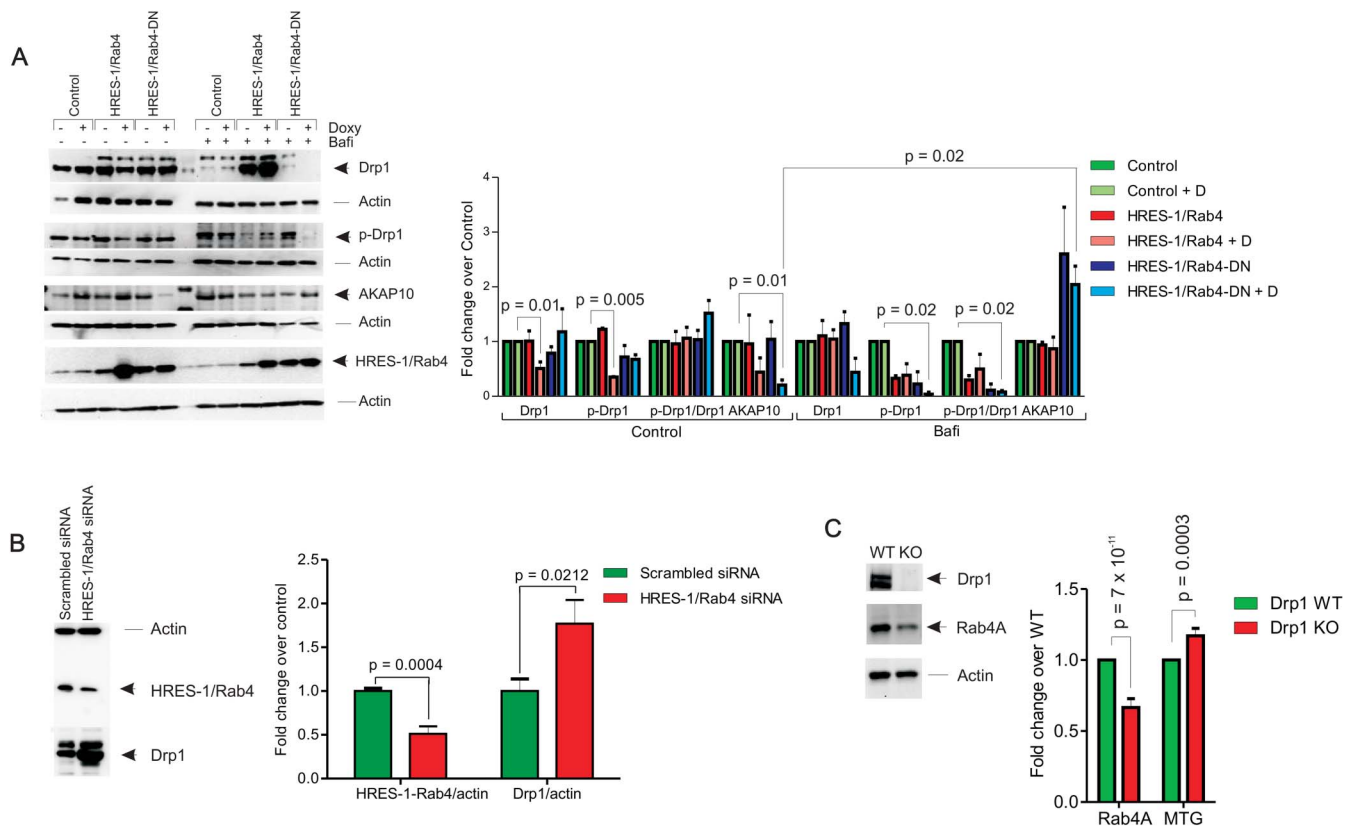 A
Control
HRES-1/Rab4
HRES-1/Rab4-DN
Control
HRES-1/Rab4
HRES-1/Rab4-DN
- + - + - + - + - + - + Doxy
- - - - - - + + + + + + Bafi
Drp1
Actin
p-Drp1
Actin
AKAP10
Actin
HRES-1/Rab4
Actin
Fold change over Control
4
3
2
1
0
p = 0.01
p = 0.005
p = 0.01
p = 0.02
p = 0.02
p = 0.02
Drp1 p-Drp1 p-Drp1/Drp1 AKAP10 Drp1 p-Drp1 p-Drp1/Drp1 AKAP10
Control Bafi
Control
Control + D
HRES-1/Rab4
HRES-1/Rab4 + D
HRES-1/Rab4-DN
HRES-1/Rab4-DN + D
B
Scrambled siRNA
HRES-1/Rab4 siRNA
Actin
HRES-1/Rab4
Drp1
Fold change over control
2.5
2.0
1.5
1.0
0.5
0.0
p = 0.0004
p = 0.0212
HRES-1-Rab4/actin Drp1/actin
Scrambled siRNA
HRES-1/Rab4 siRNA
C
WT KO
Drp1
Rab4A
Actin
Fold change over WT
1.5
1.0
0.5
0.0
p = 7 x 10⁻¹¹
p = 0.0003
Rab4A MTG
Drp1 WT
Drp1 KO